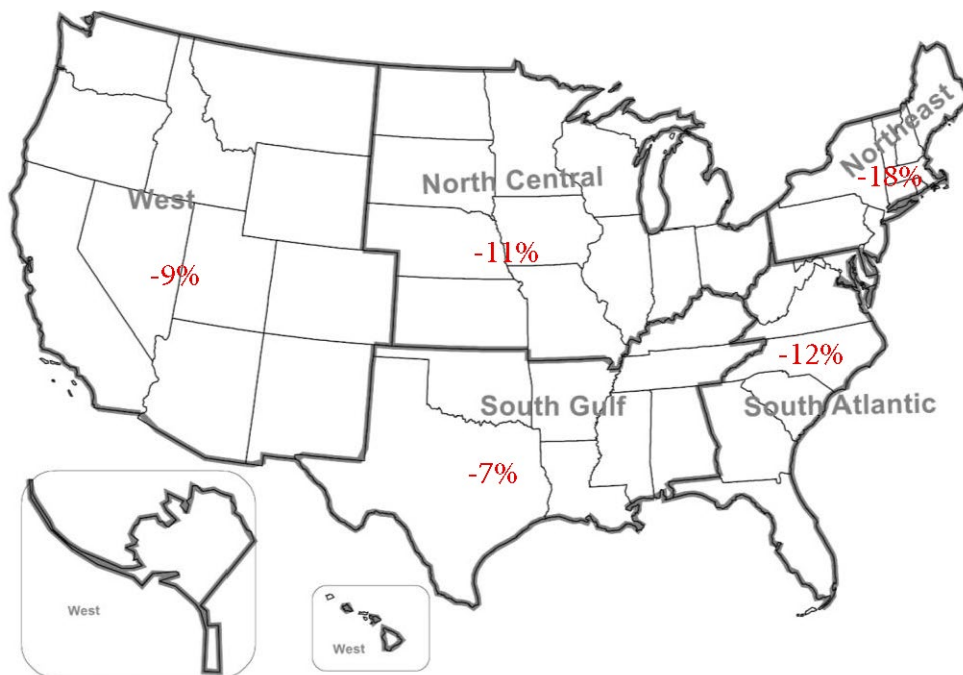 Northeast
-18%
North Central
West
-11%
-9%
-12%
South Gulf
South Atlantic
-7%
West
West